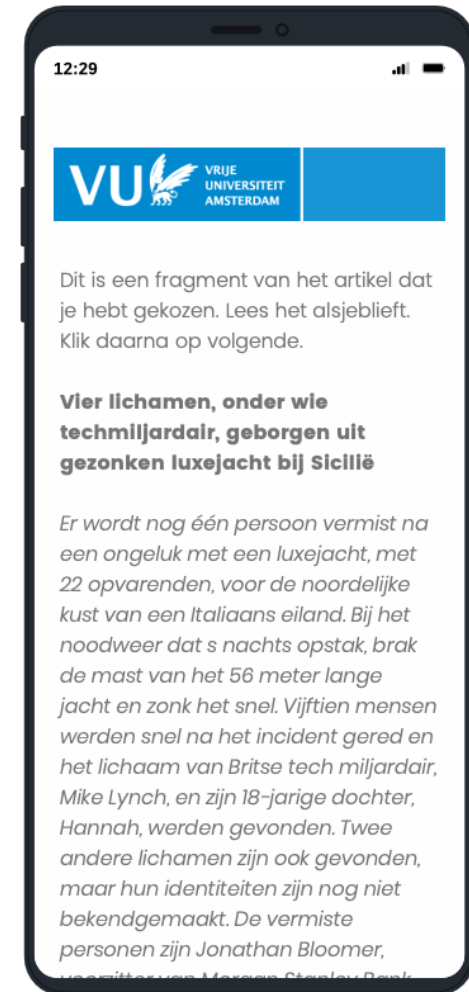 12:29
VU VRIJE
UNIVERSITEIT
AMSTERDAM
Dit is een fragment van het artikel dat
je hebt gekozen. Lees het alsjeblieft.
Klik daarna op volgende.
Vier lichamen, onder wie
techmiljardair, geborgen uit
gezonken luxejacht bij Sicilië
Er wordt nog één persoon vermist na
een ongeluk met een luxejacht, met
22 opvarenden, voor de noordelijke
kust van een Italiaans eiland. Bij het
noodweer dat s nachts opstak, brak
de mast van het 56 meter lange
jacht en zonk het snel. Vijftien mensen
werden snel na het incident gered en
het lichaam van Britse tech miljardair,
Mike Lynch, en zijn 18-jarige dochter,
Hannah, werden gevonden. Twee
andere lichamen zijn ook gevonden,
maar hun identiteiten zijn nog niet
bekendgemaakt. De vermiste
personen zijn Jonathan Bloomer,
voorzitter van Morgan Stanley Bank